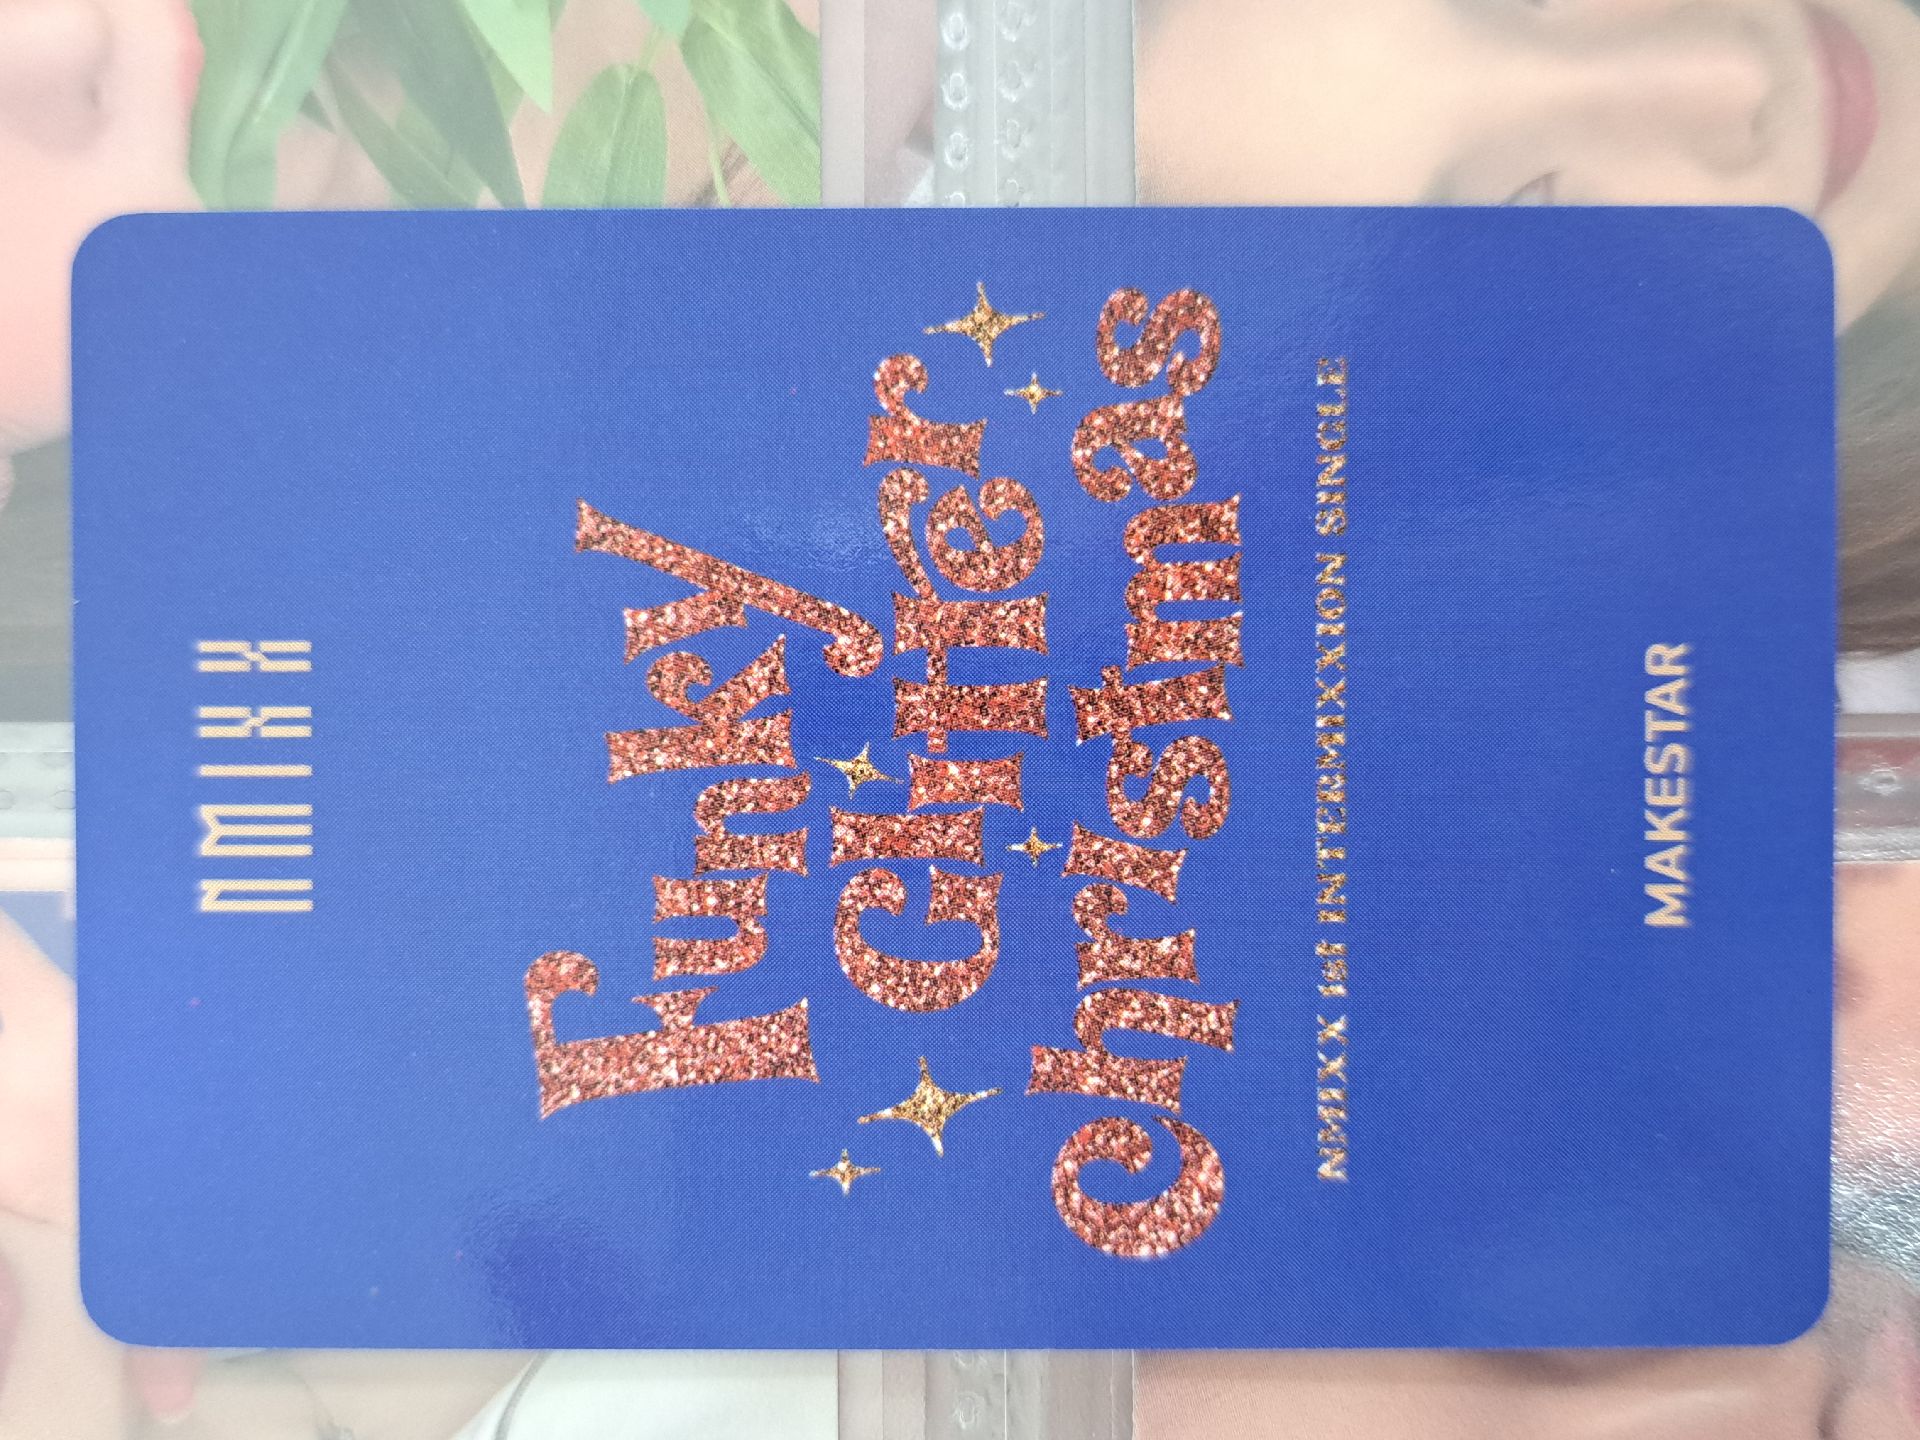 NMIXX
Funky
Glitter
Christmas
NMIXX 1st INTERMIXXION SINGLE
MAKESTAR